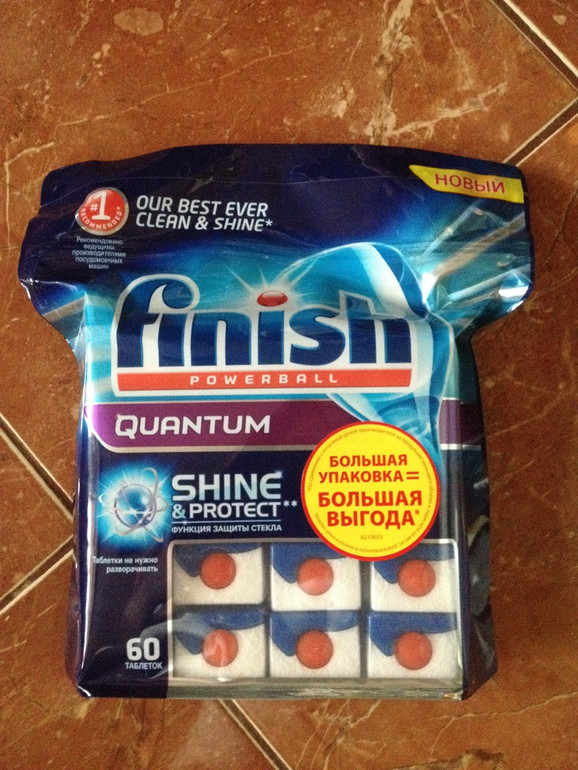 НОВЫЙ
#1
RECOMMENDED*
OUR BEST EVER
CLEAN & SHINE*
Рекомендовано
ведущими
производителями
посудомоечных
машин
finish
POWERBALL
QUANTUM
SHINE
& PROTECT**
ФУНКЦИЯ ЗАЩИТЫ СТЕКЛА
БОЛЬШАЯ
УПАКОВКА =
БОЛЬШАЯ
ВЫГОДА*
Таблетки не нужно
разворачивать
60
ТАБЛЕТОК